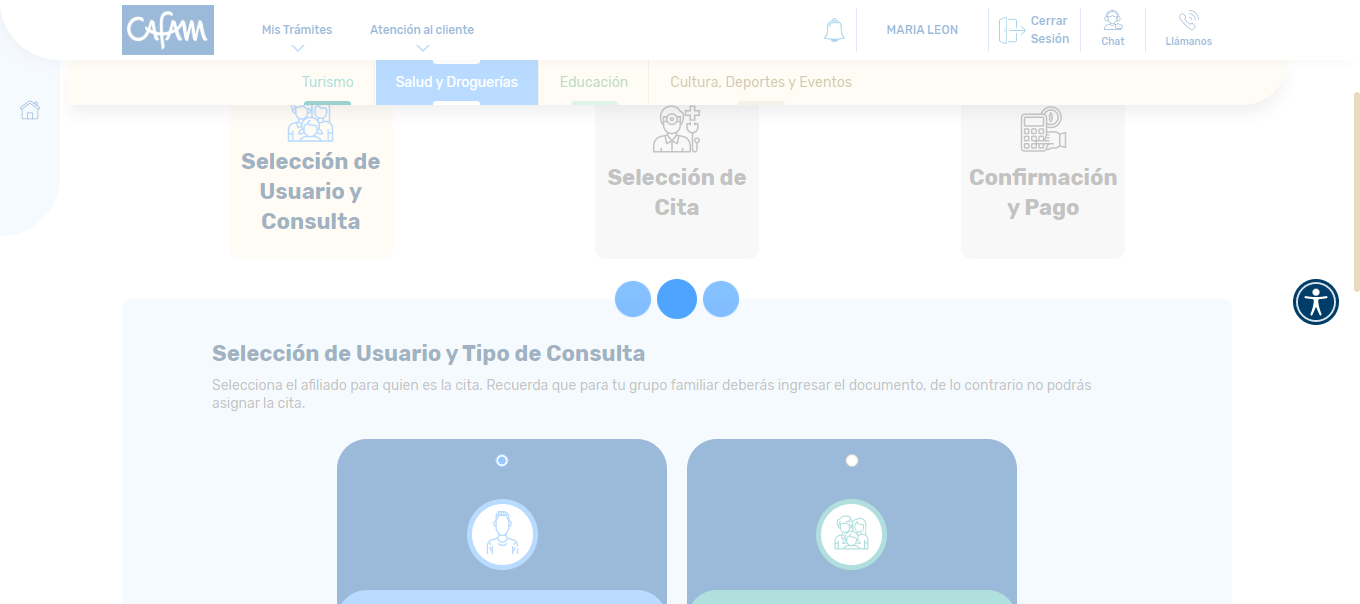 Cafam
Mis Trámites
Atención al cliente
MARIA LEON
Cerrar
Sesión
Chat
Llámanos
Turismo
Salud y Droguerías
Educación
Cultura, Deportes y Eventos
Selección de
Usuario y
Consulta
Selección de
Cita
Confirmación
y Pago
Selección de Usuario y Tipo de Consulta
Selecciona el afiliado para quien es la cita. Recuerda que para tu grupo familiar deberás ingresar el documento, de lo contrario no podrás
asignar la cita.